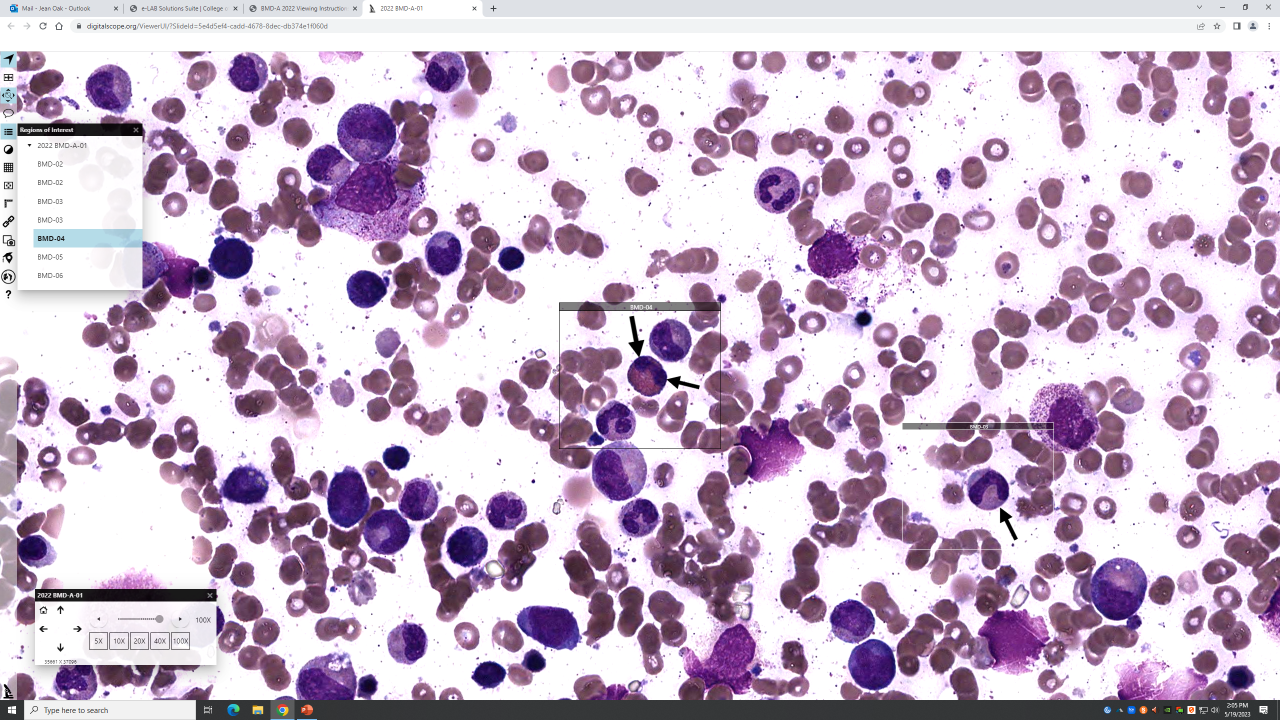 Mail - Jean Oak - Outlook
e-LAB Solutions Suite | College o
BMD-A 2022 Viewing Instruction
2022 BMD-A-01
digitalscope.org/ViewerUI/?SlideId=5e4d5ef4-cadd-4678-8dec-db374e1f060d
Regions of Interest
2022 BMD-A-01
BMD-02
BMD-02
BMD-03
BMD-03
BMD-04
BMD-05
BMD-06
?
BMD-04
BMD-05
2022 BMD-A-01
100X
5X 10X 20X 40X 100X
Type here to search
2:05 PM
5/19/2023